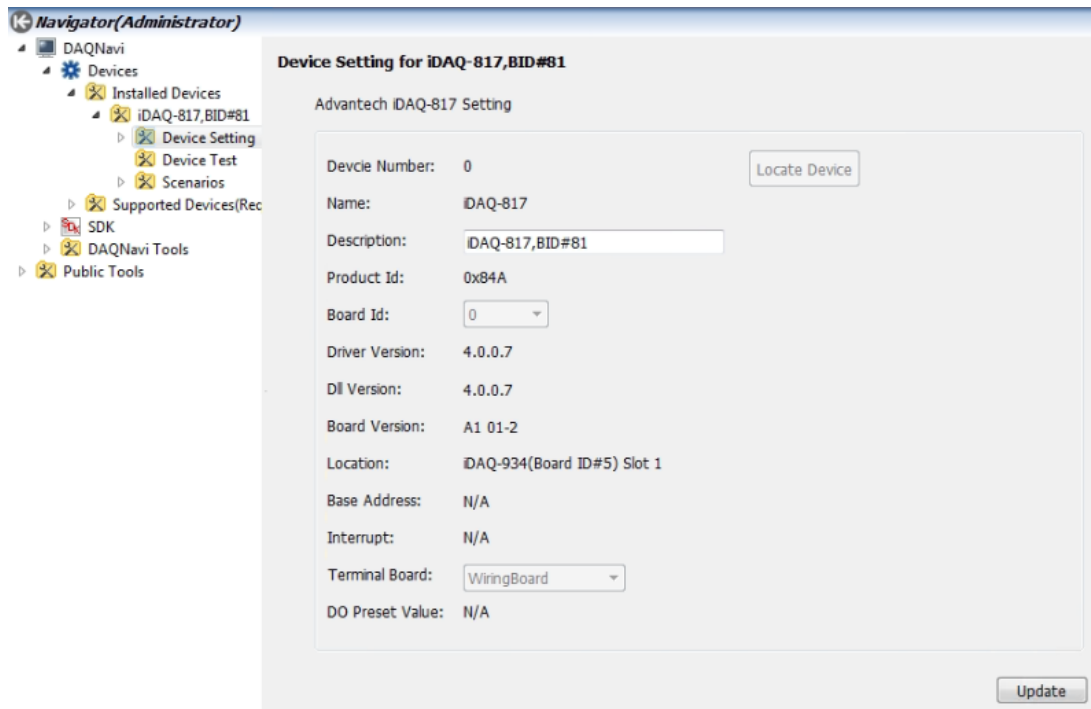 Navigator(Administrator)
DAQNavi
Devices
Installed Devices
iDAQ-817,BID#81
Device Setting
Device Test
Scenarios
Supported Devices(Rec
SDK
DAQNavi Tools
Public Tools
Device Setting for iDAQ-817,BID#81
Advantech iDAQ-817 Setting
Devcie Number: 0 Locate Device
Name: iDAQ-817
Description: iDAQ-817,BID#81
Product Id: 0x84A
Board Id: 0
Driver Version: 4.0.0.7
Dll Version: 4.0.0.7
Board Version: A1 01-2
Location: iDAQ-934(Board ID#5) Slot 1
Base Address: N/A
Interrupt: N/A
Terminal Board: WiringBoard
DO Preset Value: N/A
Update